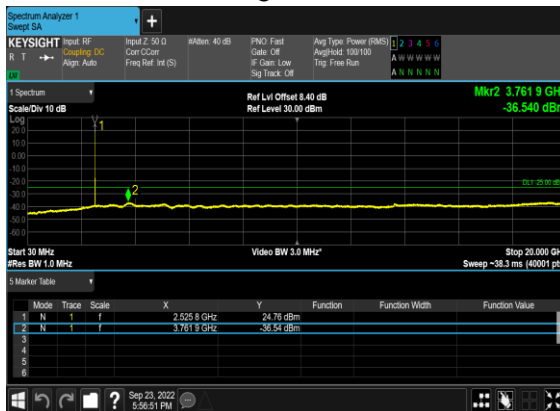 Spectrum Analyzer 1
Swept SA
+
KEYSIGHT Input: RF Input Z: 50 Ω #Atten: 40 dB PNO: Fast Avg Type: Power (RMS) 1 2 3 4 5 6
R T Coupling: DC Corr CCorr Gate: Off Avg|Hold: 100/100 A W W W W W
Align: Auto Freq Ref: Int (S) IF Gain: Low Trig: Free Run
Sig Track: Off A N N N N N
1 Spectrum Ref Lvl Offset 8.40 dB Mkr2 3.761 9 GH
Scale/Div 10 dB Ref Level 30.00 dBm -36.540 dBr
Log
20.0
10.0
0.00
-10.0
-20.0
-30.0
-40.0
-50.0
-60.0
1
2
Start 30 MHz Video BW 3.0 MHz* Stop 20.000 GH
#Res BW 1.0 MHz Sweep ~38.3 ms (40001 pt
5 Marker Table
Mode Trace Scale X Y Function Function Width Function Value
1 N 1 f 2.525 8 GHz 24.76 dBm
2 N 1 f 3.761 9 GHz -36.54 dBm
3
4
5
6
? Sep 23, 2022
5:56:51 PM